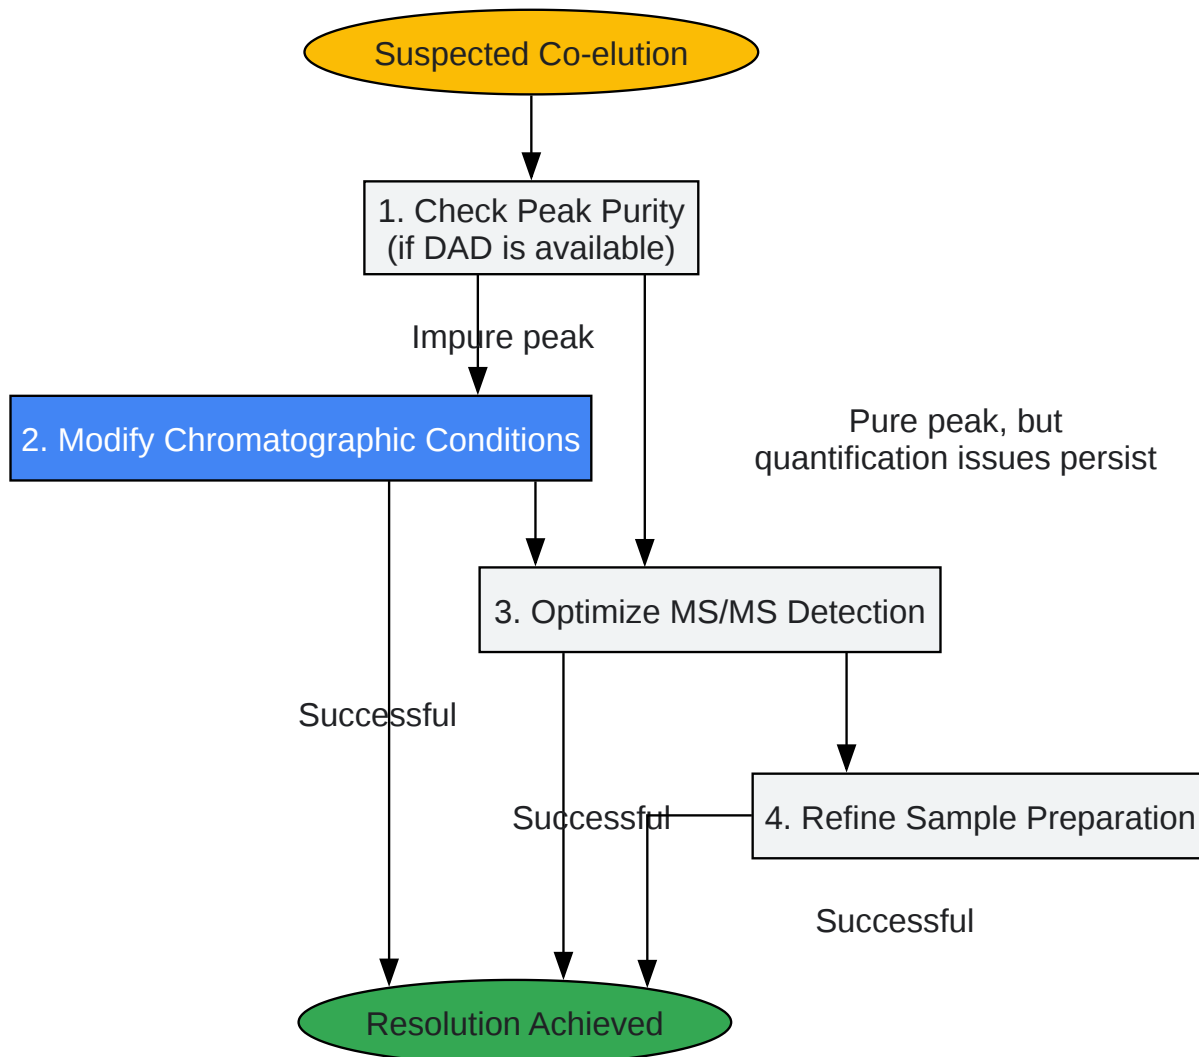 Suspected Co-elution
1. Check Peak Purity
(if DAD is available)
Impure peak
2. Modify Chromatographic Conditions
Pure peak, but
quantification issues persist
3. Optimize MS/MS Detection
Successful
Successful
4. Refine Sample Preparation
Successful
Resolution Achieved